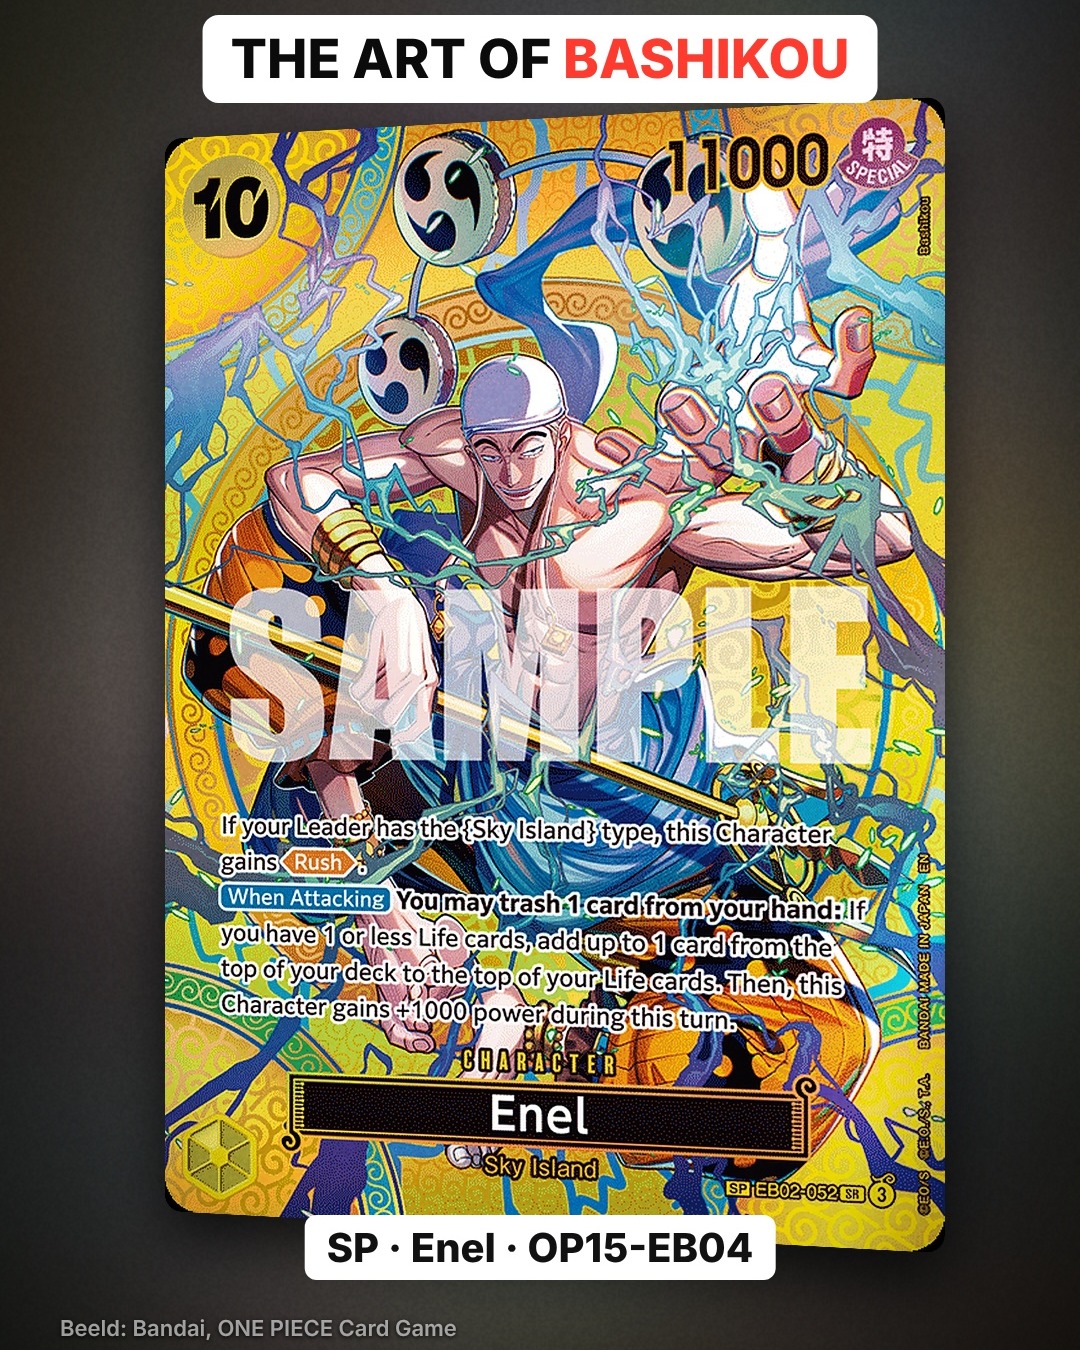 THE ART OF BASHIKOU
10
11000
特
SPECIAL
Bashikou
SAMPLE
If your Leader has the {Sky Island} type, this Character
gains Rush.
When Attacking You may trash 1 card from your hand: If
you have 1 or less Life cards, add up to 1 card from the
top of your deck to the top of your Life cards. Then, this
Character gains +1000 power during this turn.
BANDAI MADE IN JAPAN EN
©EO/S ©EO./S., T.A.
CHARACTER
Enel
Sky Island
SP EB02-052 SR 3
SP · Enel · OP15-EB04
Beeld: Bandai, ONE PIECE Card Game